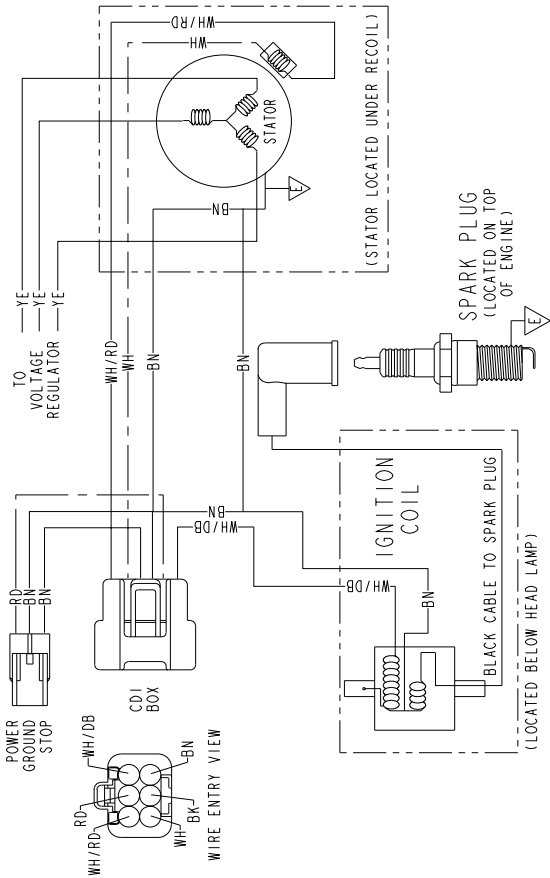 WH/RD
WH
STATOR
(STATOR LOCATED UNDER RECOIL)
BN
E
YE
YE
YE
TO
VOLTAGE
REGULATOR
WH/RD
WH
BN
BN
SPARK PLUG
(LOCATED ON TOP
OF ENGINE)
E
RD
BN
BN
POWER
GROUND
STOP
CDI
BOX
BN
WH/DB
IGNITION
COIL
WH/DB
BN
BLACK CABLE TO SPARK PLUG
(LOCATED BELOW HEAD LAMP)
WH/DB
RD
WH/RD
BN
BK
WH
WIRE ENTRY VIEW